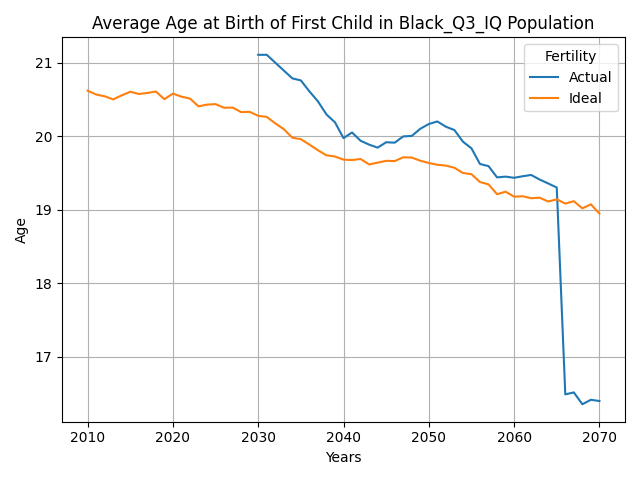 Average Age at Birth of First Child in Black_Q3_IQ Population
Fertility
Actual
Ideal
21
20
19
18
17
Age
2010 2020 2030 2040 2050 2060 2070
Years